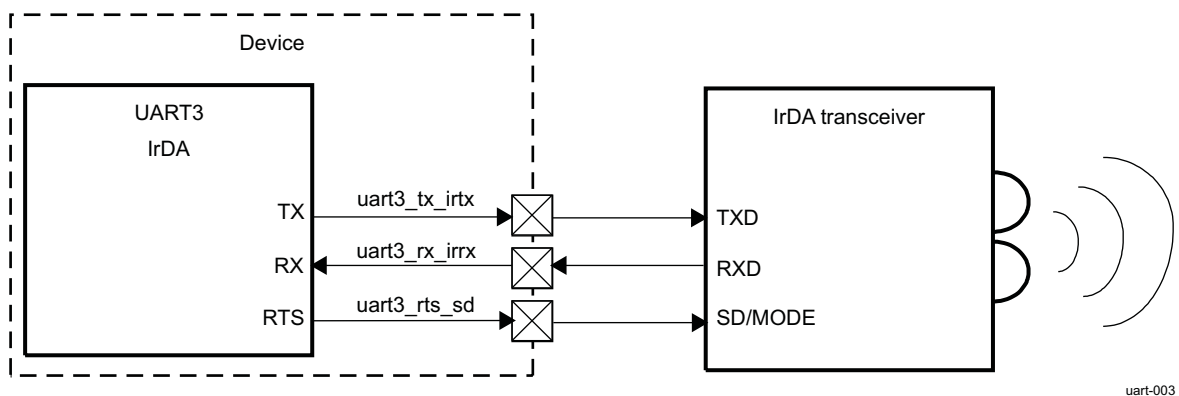 Device
UART3
IrDA
IrDA transceiver
TX
uart3_tx_irtx
TXD
RX
uart3_rx_irrx
RXD
RTS
uart3_rts_sd
SD/MODE
uart-003